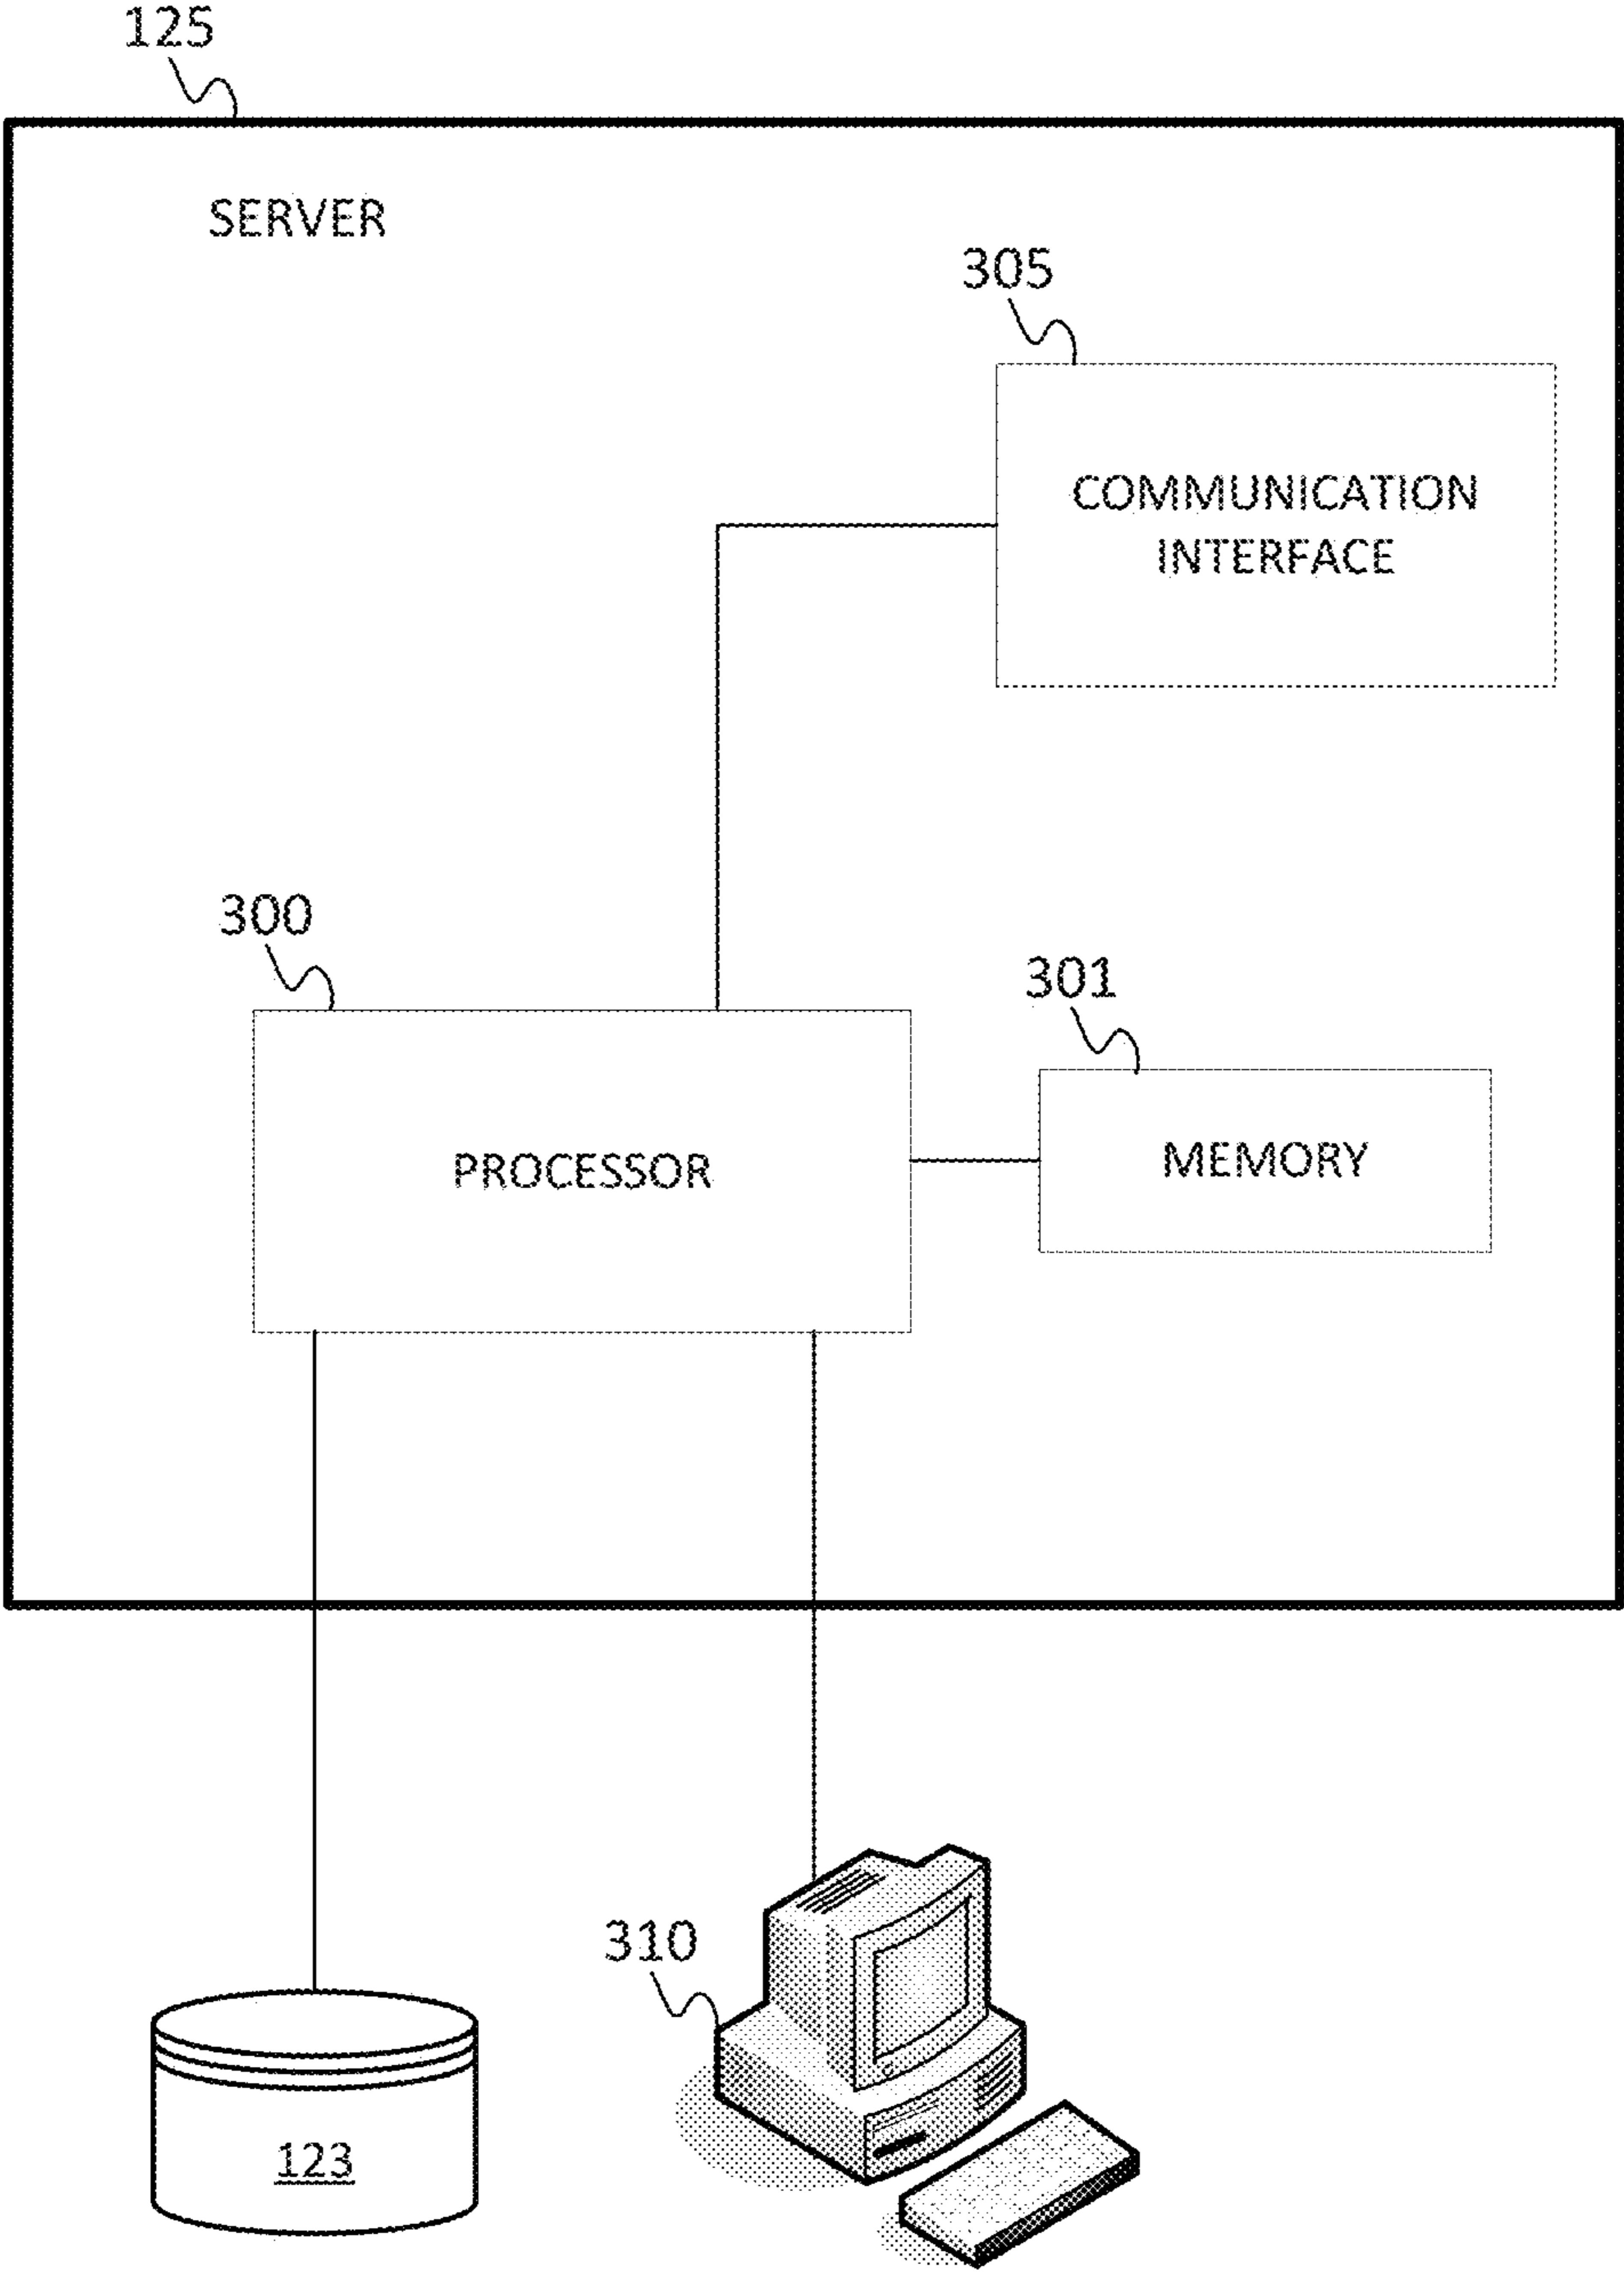 125
SERVER
305
COMMUNICATION
INTERFACE
300
301
PROCESSOR
MEMORY
310
123